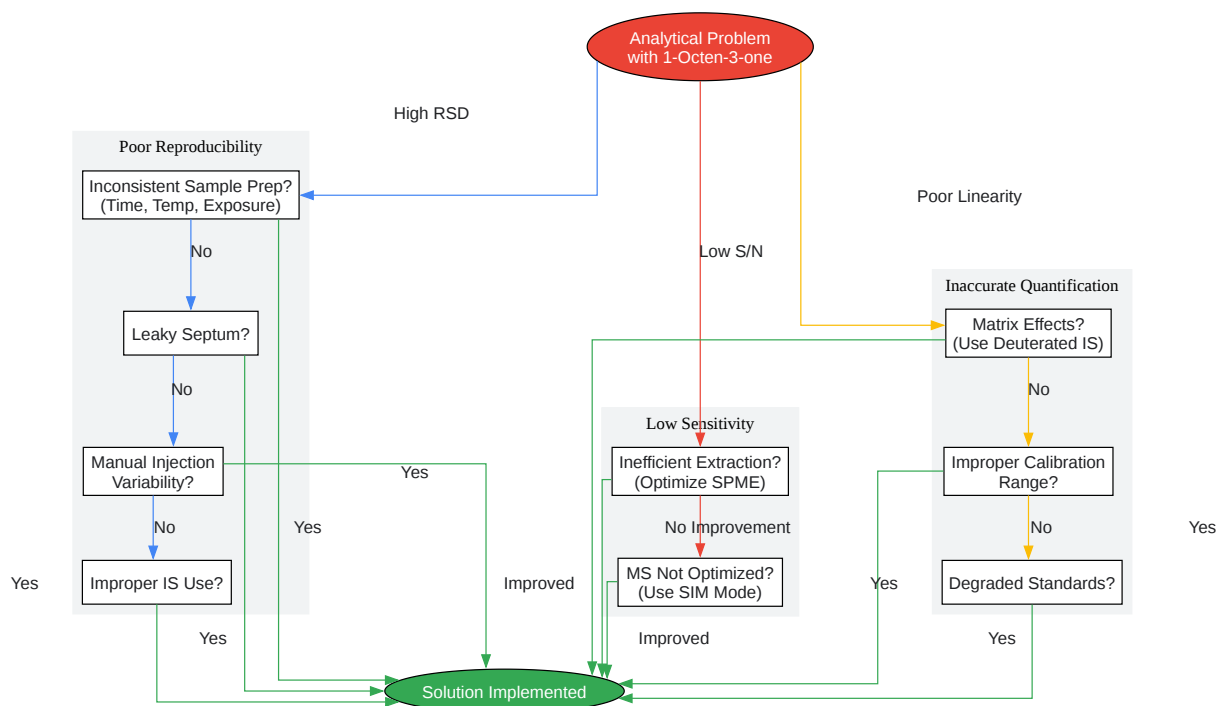 Analytical Problem
with 1-Octen-3-one
High RSD
Poor Reproducibility
Inconsistent Sample Prep?
(Time, Temp, Exposure)
Poor Linearity
No
Low S/N
Inaccurate Quantification
Leaky Septum?
Matrix Effects?
(Use Deuterated IS)
No
No
Low Sensitivity
Manual Injection
Variability?
Yes
Inefficient Extraction?
(Optimize SPME)
Improper Calibration
Range?
No
Yes
No Improvement
No
Yes
Yes
Improper IS Use?
Improved
MS Not Optimized?
(Use SIM Mode)
Yes
Degraded Standards?
Yes
Improved
Yes
Solution Implemented